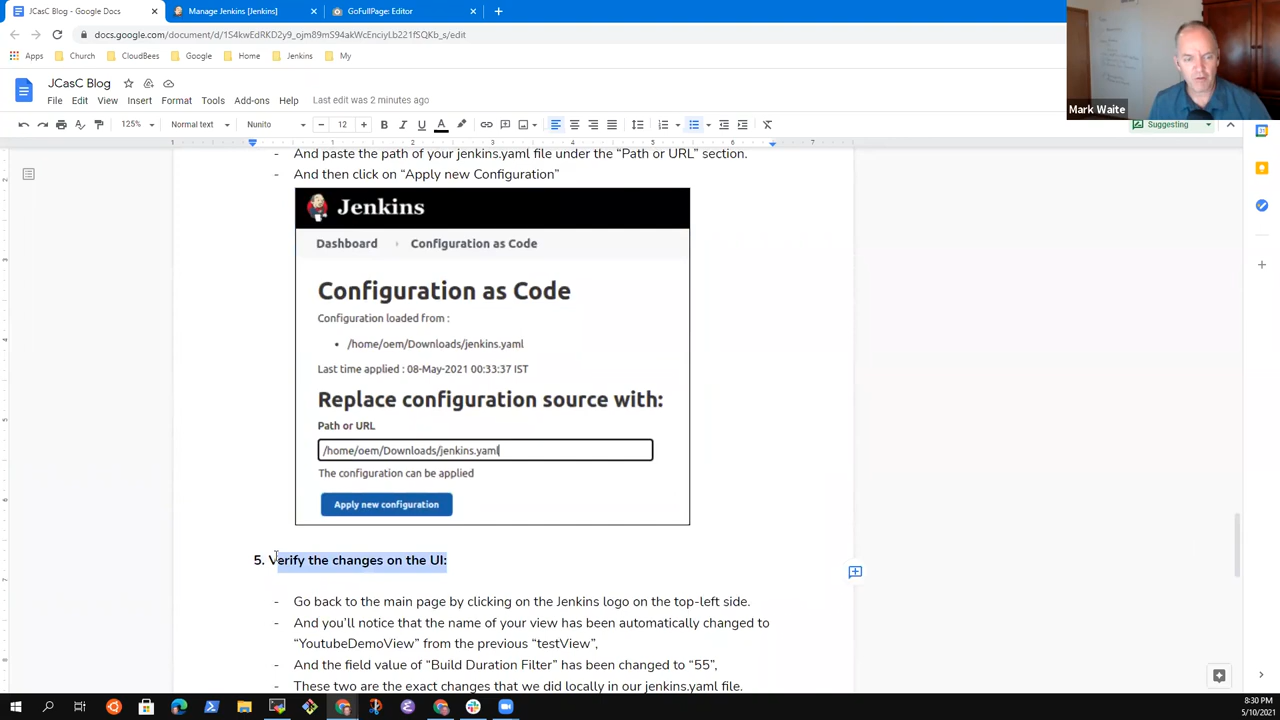 JCasC Blog - Google Docs
Manage Jenkins [Jenkins]
GoFullPage: Editor
docs.google.com/document/d/1S4kwEdRKD2y9_ojm89mS94akWcEnciyLb221fSQKb_s/edit
Apps
Church
CloudBees
Google
Home
Jenkins
My
Mark Waite
JCasC Blog
File Edit View Insert Format Tools Add-ons Help Last edit was 2 minutes ago
125% Normal text Nunito 12 Suggesting
And paste the path of your jenkins.yaml file under the “Path or URL” section.
- And then click on “Apply new Configuration”
Jenkins
Dashboard › Configuration as Code
Configuration as Code
Configuration loaded from :
• /home/oem/Downloads/jenkins.yaml
Last time applied : 08-May-2021 00:33:37 IST
Replace configuration source with:
Path or URL
/home/oem/Downloads/jenkins.yaml
The configuration can be applied
Apply new configuration
5. Verify the changes on the UI:
- Go back to the main page by clicking on the Jenkins logo on the top-left side.
- And you’ll notice that the name of your view has been automatically changed to
“YoutubeDemoView” from the previous “testView”,
- And the field value of “Build Duration Filter” has been changed to “55”,
- These two are the exact changes that we did locally in our jenkins.yaml file.
8:30 PM
5/10/2021